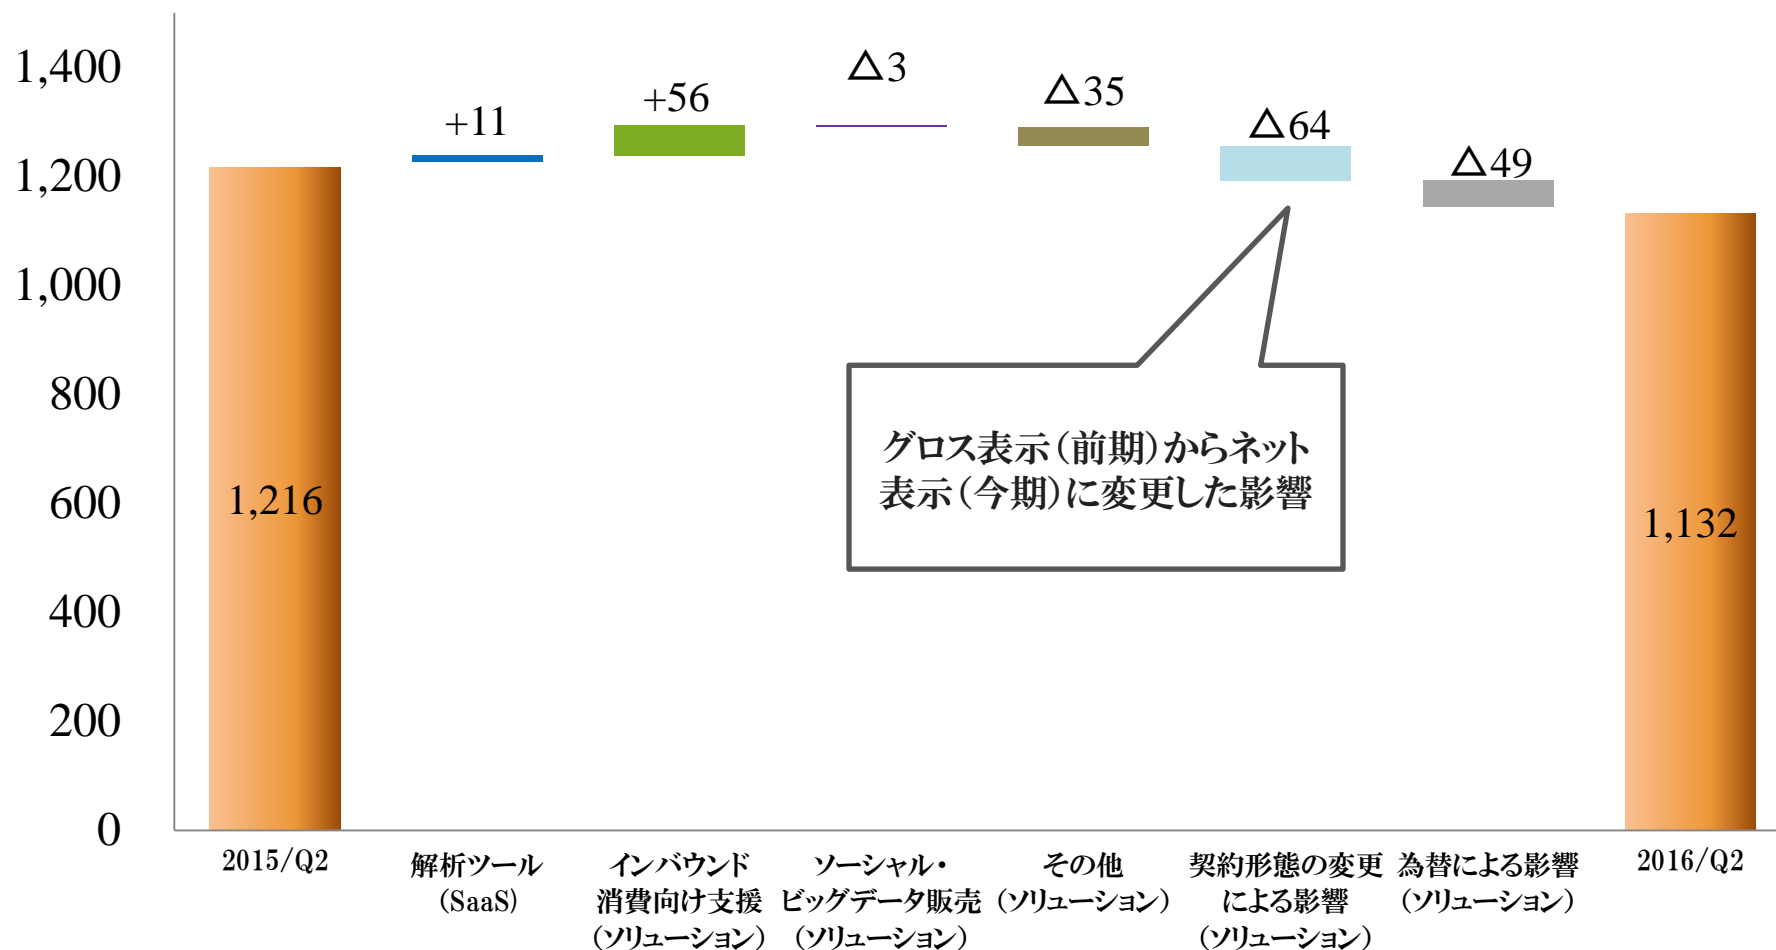 1,400
1,200
1,000
800
600
400
200
0
1,216
+11
+56
△3
△35
△64
△49
1,132
グロス表示(前期)からネット
表示(今期)に変更した影響
2015/Q2
解析ツール
(SaaS)
インバウンド
消費向け支援
(ソリューション)
ソーシャル・
ビッグデータ販売
(ソリューション)
その他
(ソリューション)
契約形態の変更
による影響
(ソリューション)
為替による影響
(ソリューション)
2016/Q2